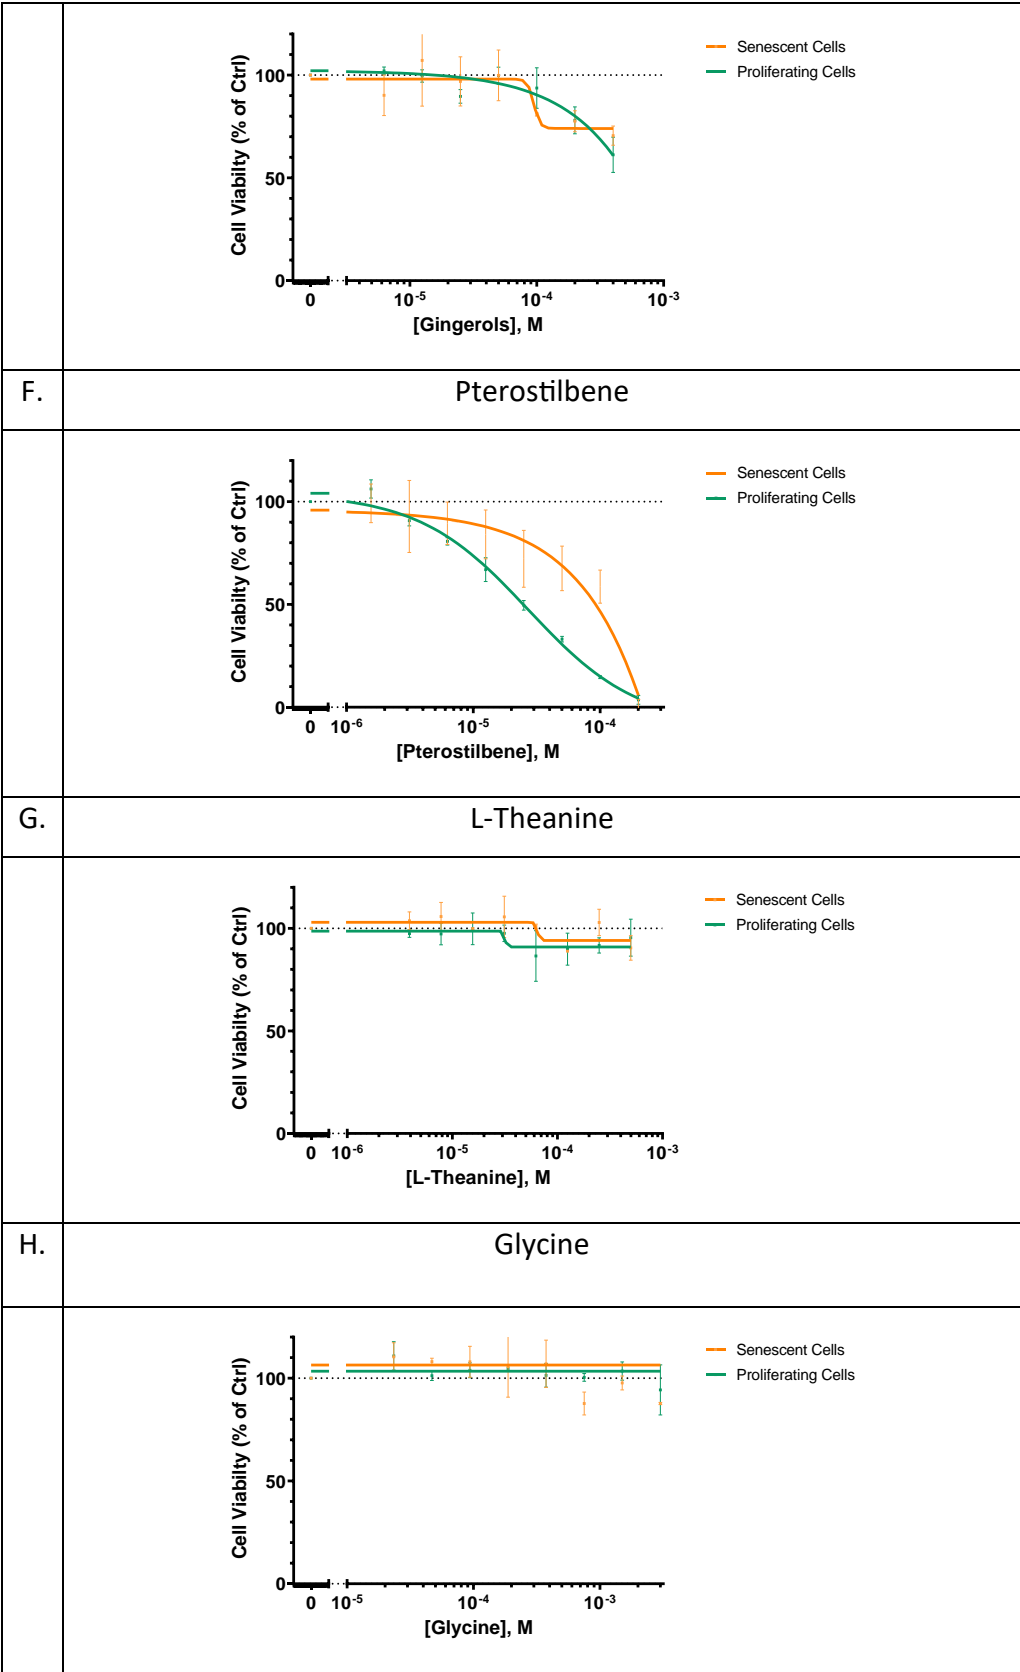 Senescent Cells
Proliferating Cells
Cell Viabilty (% of Ctrl)
100
50
0
0 10-5 10-4 10-3
[Gingerols], M
F. Pterostilbene
Senescent Cells
Proliferating Cells
Cell Viabilty (% of Ctrl)
100
50
0
0 10-6 10-5 10-4
[Pterostilbene], M
G. L-Theanine
Senescent Cells
Proliferating Cells
Cell Viabilty (% of Ctrl)
100
50
0
0 10-6 10-5 10-4 10-3
[L-Theanine], M
H. Glycine
Senescent Cells
Proliferating Cells
Cell Viabilty (% of Ctrl)
100
50
0
0 10-5 10-4 10-3
[Glycine], M